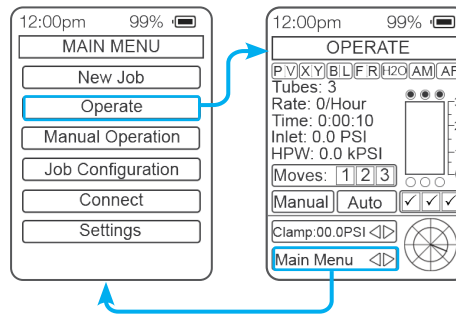 12:00pm 99%
MAIN MENU
New Job
Operate
Manual Operation
Job Configuration
Connect
Settings
12:00pm 99%
OPERATE
P V X Y B L F R H2O AM AF
Tubes: 3
Rate: 0/Hour
Time: 0:00:10
Inlet: 0.0 PSI
HPW: 0.0 kPSI
Moves: 1 2 3
Manual Auto
Clamp:00.0PSI
Main Menu